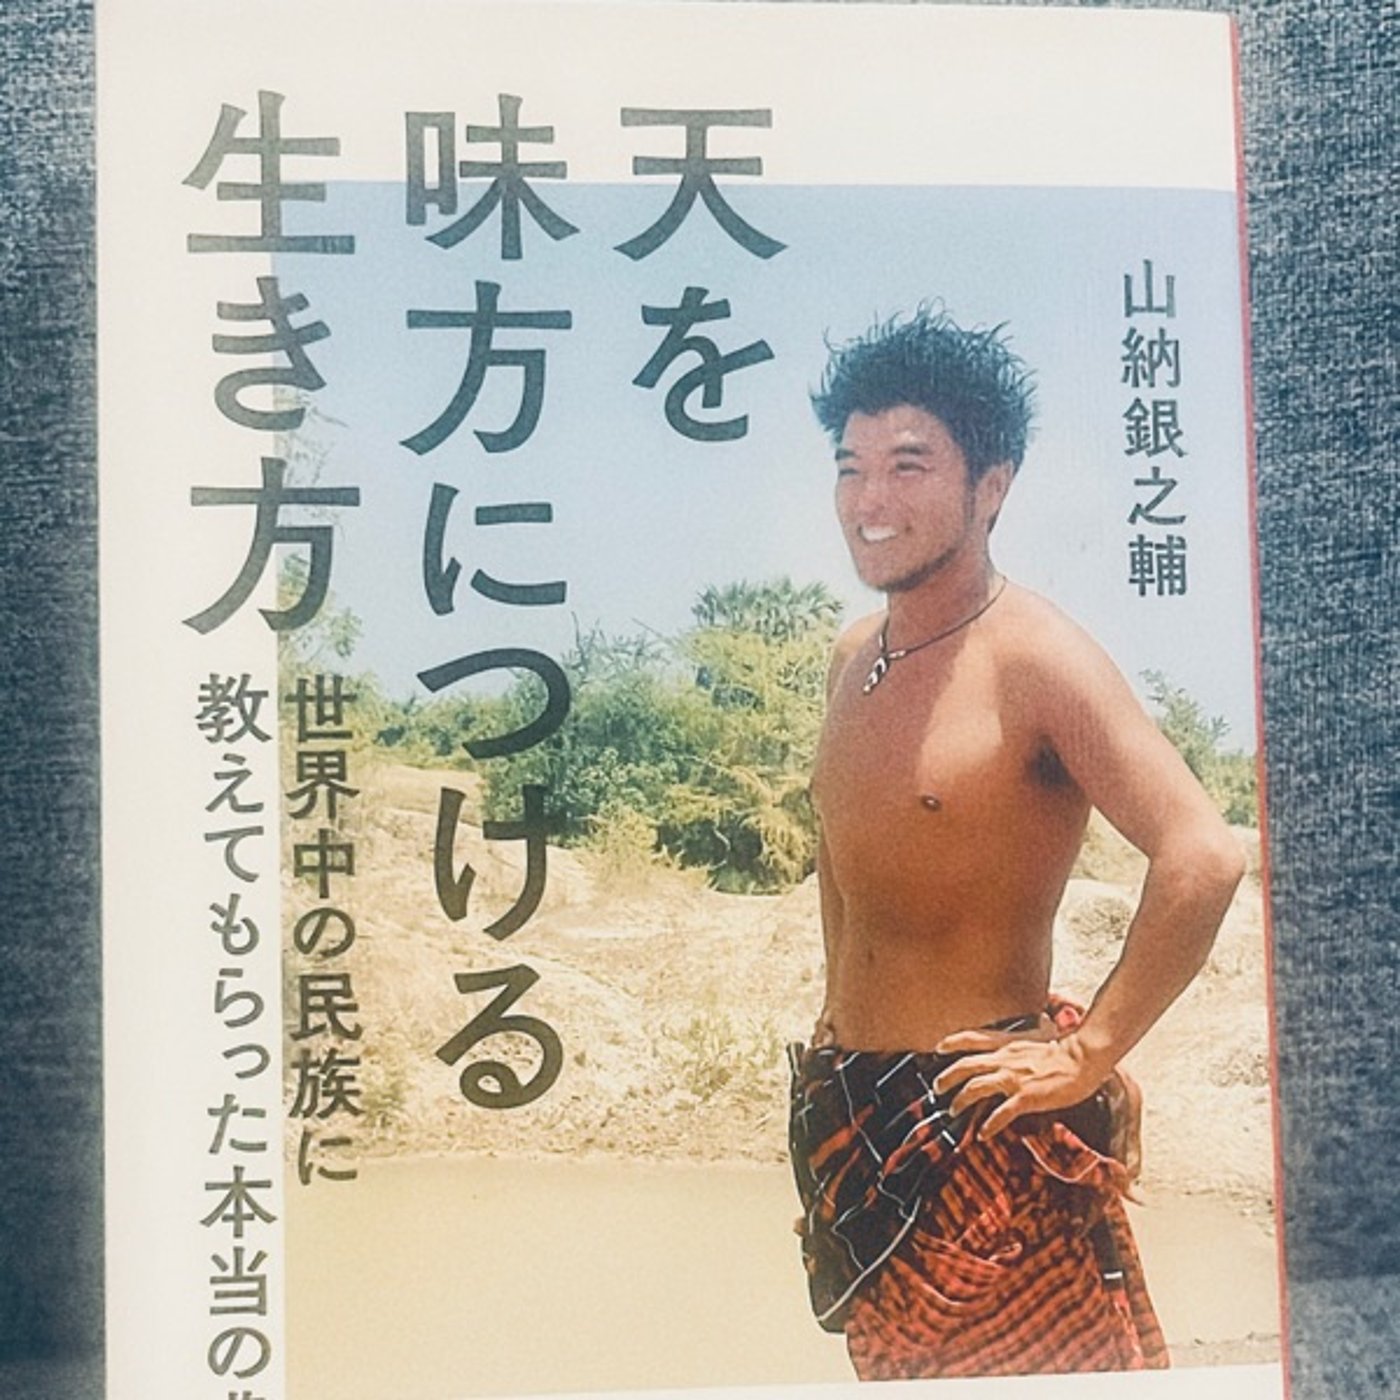 天を
味方につける
生き方
山納銀之輔
世界中の民族に
教えてもらった本当の